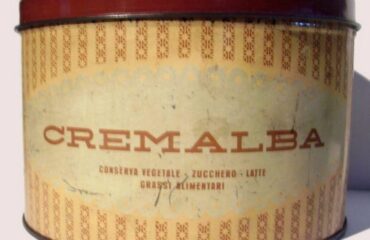 CREMALBA
CONSERVA VEGETALE - ZUCCHERO - LATTE
GRASSI ALIMENTARI